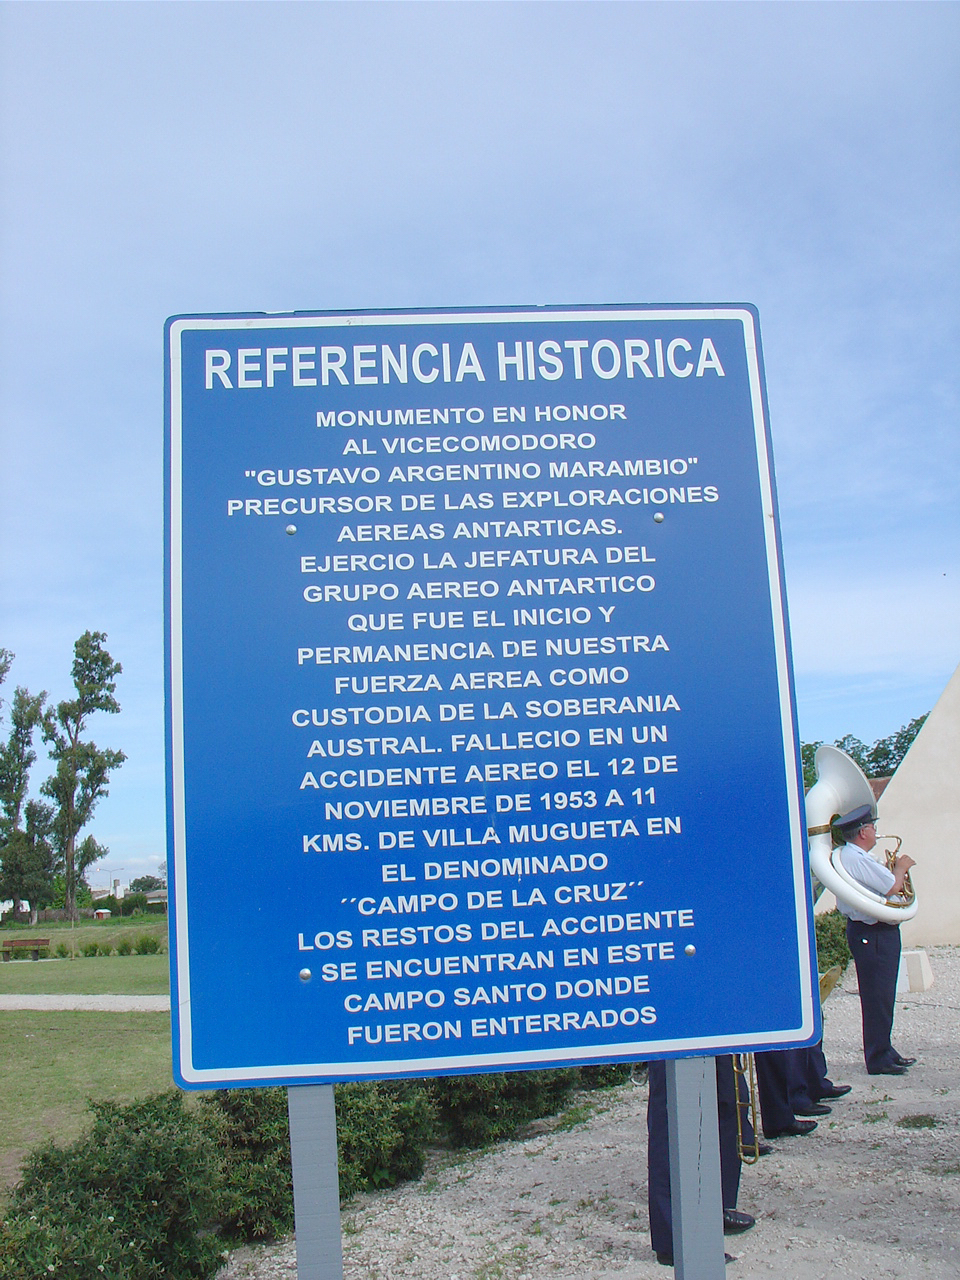 REFERENCIA HISTORICA
MONUMENTO EN HONOR
AL VICECOMODORO
"GUSTAVO ARGENTINO MARAMBIO"
PRECURSOR DE LAS EXPLORACIONES
AEREAS ANTARTICAS.
EJERCIO LA JEFATURA DEL
GRUPO AEREO ANTARTICO
QUE FUE EL INICIO Y
PERMANENCIA DE NUESTRA
FUERZA AEREA COMO
CUSTODIA DE LA SOBERANIA
AUSTRAL. FALLECIO EN UN
ACCIDENTE AEREO EL 12 DE
NOVIEMBRE DE 1953 A 11
KMS. DE VILLA MUGUETA EN
EL DENOMINADO
´´CAMPO DE LA CRUZ´´
LOS RESTOS DEL ACCIDENTE
SE ENCUENTRAN EN ESTE
CAMPO SANTO DONDE
FUERON ENTERRADOS